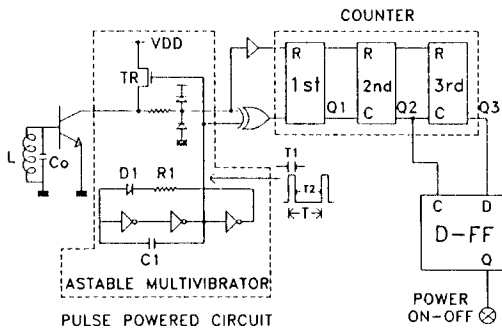 COUNTER
VDD
TR
R R R
1st 2nd 3rd
Q1 C Q2 C Q3
L Co
T1
T2
T
D1 R1
C1
C D
D-FF
Q
ASTABLE MULTIVIBRATOR
POWER
ON-OFF
PULSE POWERED CIRCUIT